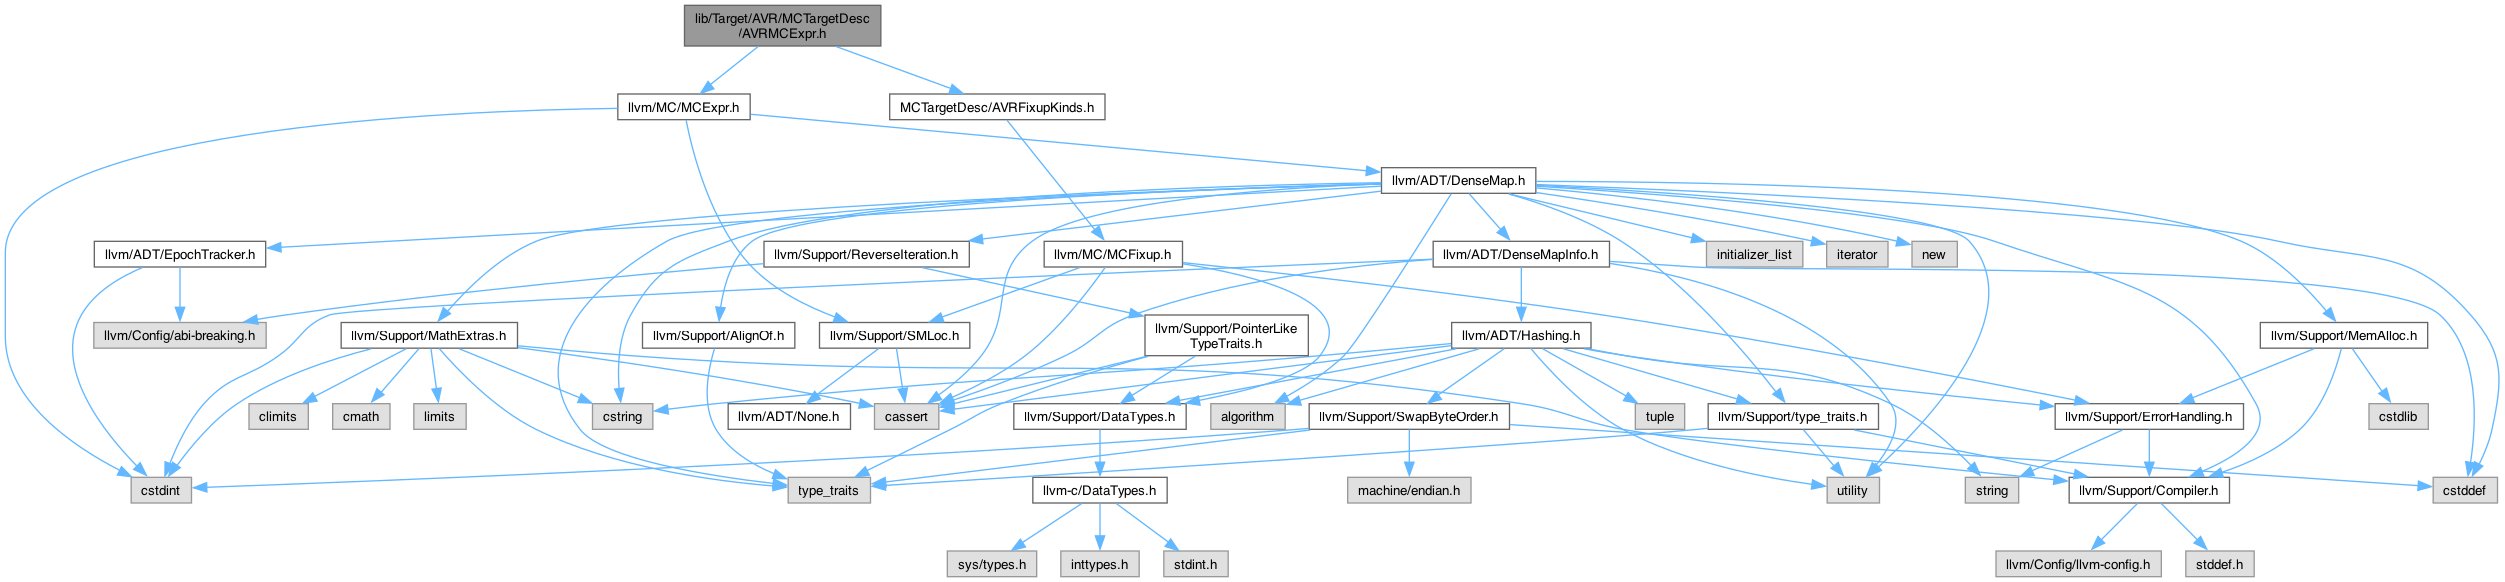 lib/Target/AVR/MCTargetDesc
/AVRMCExpr.h
llvm/MC/MCExpr.h
MCTargetDesc/AVRFixupKinds.h
llvm/ADT/DenseMap.h
llvm/ADT/EpochTracker.h
llvm/Support/ReverseIteration.h
llvm/MC/MCFixup.h
llvm/ADT/DenseMapInfo.h
initializer_list
iterator
new
llvm/Config/abi-breaking.h
llvm/Support/MathExtras.h
llvm/Support/AlignOf.h
llvm/Support/SMLoc.h
llvm/Support/PointerLike
TypeTraits.h
llvm/ADT/Hashing.h
llvm/Support/MemAlloc.h
climits
cmath
limits
cstring
llvm/ADT/None.h
cassert
llvm/Support/DataTypes.h
algorithm
llvm/Support/SwapByteOrder.h
tuple
llvm/Support/type_traits.h
llvm/Support/ErrorHandling.h
cstdlib
cstdint
type_traits
llvm-c/DataTypes.h
machine/endian.h
utility
string
llvm/Support/Compiler.h
cstddef
sys/types.h
inttypes.h
stdint.h
llvm/Config/llvm-config.h
stddef.h